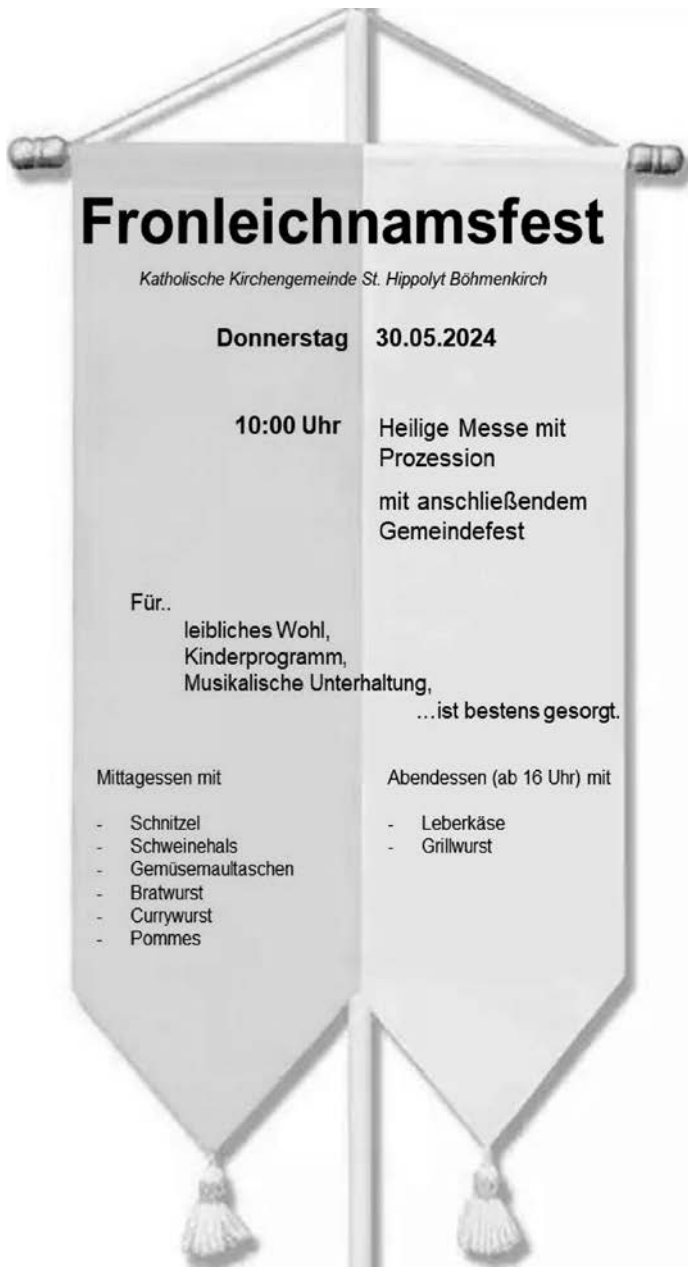 Fronleichnamsfest
Katholische Kirchengemeinde St. Hippolyt Böhmenkirch
Donnerstag 30.05.2024
10:00 Uhr Heilige Messe mit
Prozession
mit anschließendem
Gemeindefest
Für..
leibliches Wohl,
Kinderprogramm,
Musikalische Unterhaltung,
...ist bestens gesorgt.
Mittagessen mit
- Schnitzel
- Schweinehals
- Gemüsemaultaschen
- Bratwurst
- Currywurst
- Pommes
Abendessen (ab 16 Uhr) mit
- Leberkäse
- Grillwurst